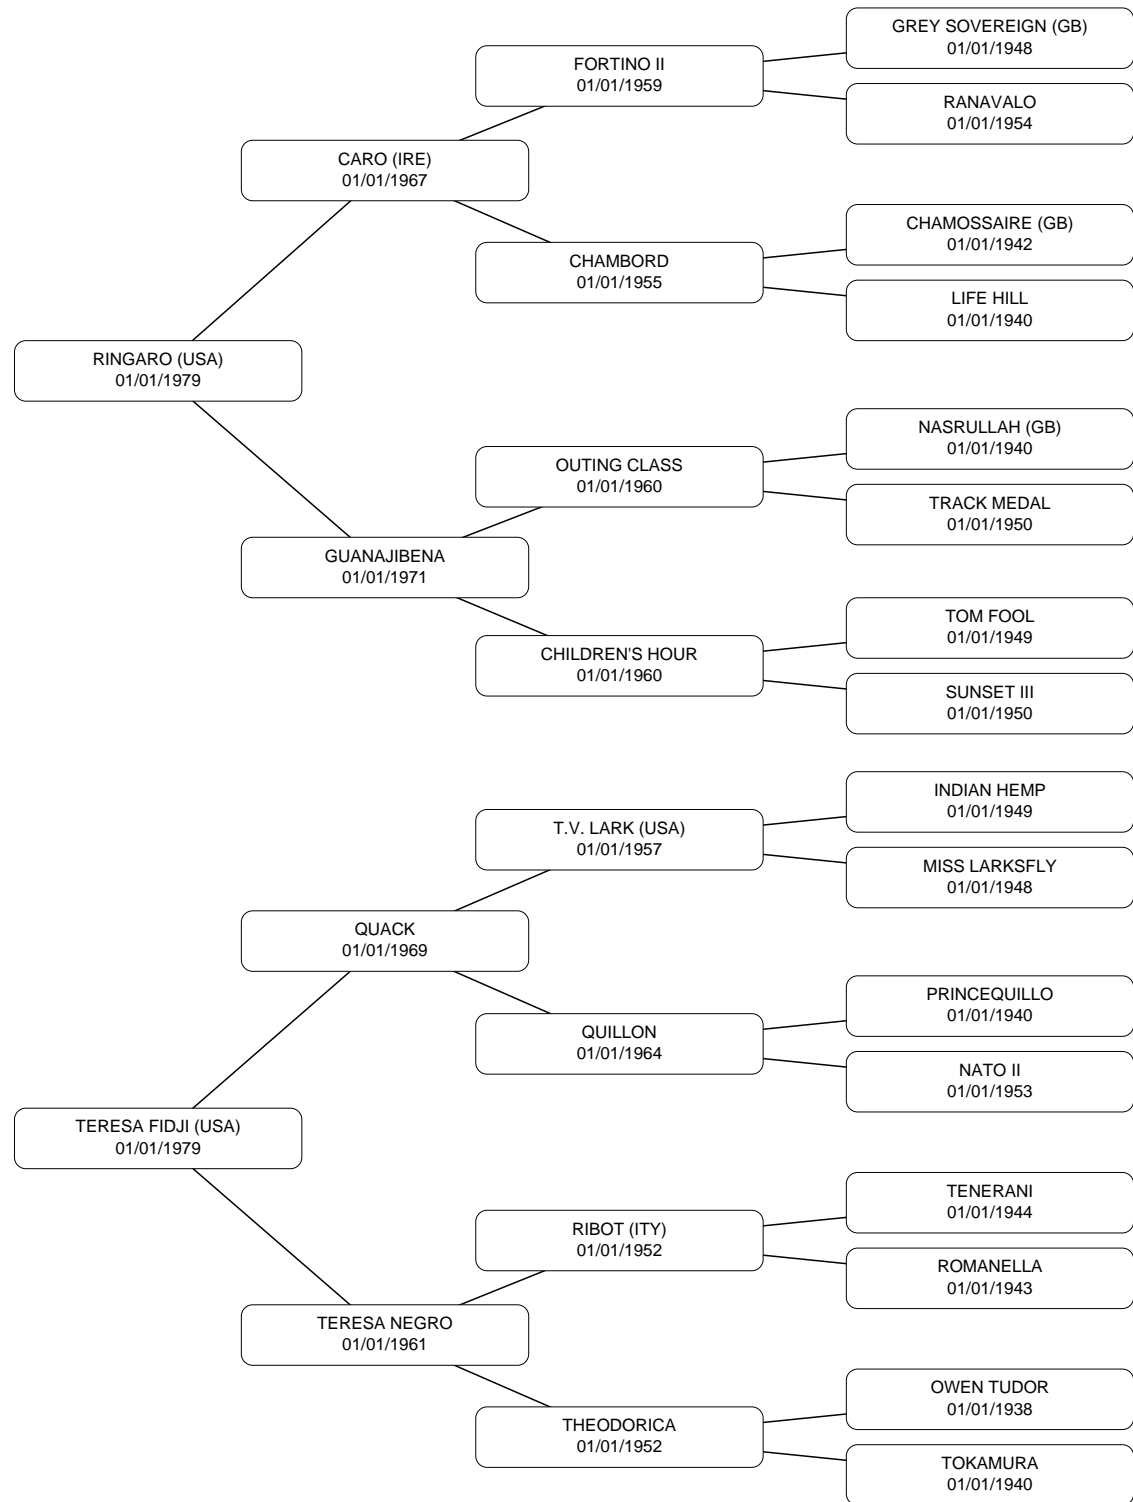 GREY SOVEREIGN (GB)
01/01/1948
FORTINO II
01/01/1959
RANAVALO
01/01/1954
CARO (IRE)
01/01/1967
CHAMOSSAIRE (GB)
01/01/1942
CHAMBORD
01/01/1955
LIFE HILL
01/01/1940
RINGARO (USA)
01/01/1979
NASRULLAH (GB)
01/01/1940
OUTING CLASS
01/01/1960
TRACK MEDAL
01/01/1950
GUANAJIBENA
01/01/1971
TOM FOOL
01/01/1949
CHILDREN'S HOUR
01/01/1960
SUNSET III
01/01/1950
INDIAN HEMP
01/01/1949
T.V. LARK (USA)
01/01/1957
MISS LARKSFLY
01/01/1948
QUACK
01/01/1969
PRINCEQUILLO
01/01/1940
QUILLON
01/01/1964
NATO II
01/01/1953
TERESA FIDJI (USA)
01/01/1979
TENERANI
01/01/1944
RIBOT (ITY)
01/01/1952
ROMANELLA
01/01/1943
TERESA NEGRO
01/01/1961
OWEN TUDOR
01/01/1938
THEODORICA
01/01/1952
TOKAMURA
01/01/1940